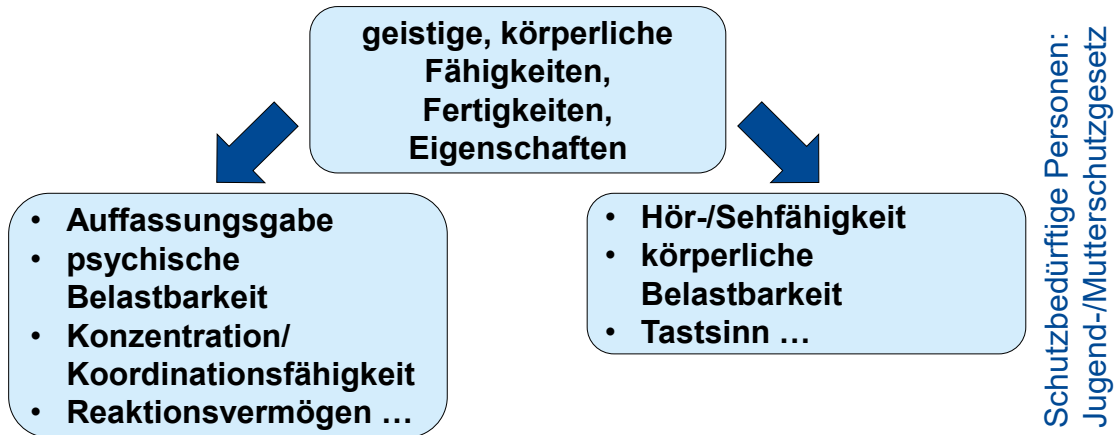 geistige, körperliche
Fähigkeiten,
Fertigkeiten,
Eigenschaften
• Auffassungsgabe
• psychische
Belastbarkeit
• Konzentration/
Koordinationsfähigkeit
• Reaktionsvermögen …
• Hör-/Sehfähigkeit
• körperliche
Belastbarkeit
• Tastsinn …
Schutzbedürftige Personen:
Jugend-/Mutterschutzgesetz